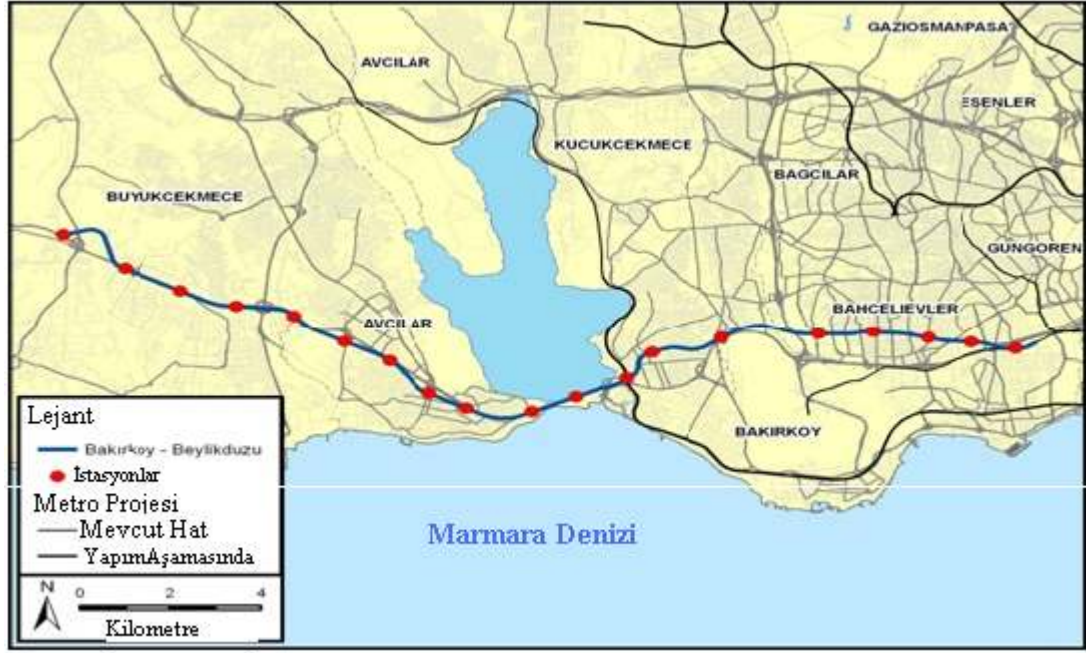 GAZIOSMANPASA
AVCILAR
ESENLER
KUCUKCEKMECE
BAGCILAR
BUYUKCEKMECE
GUNGOREN
BAHCELIEVLER
AVCILAR
BAKIRKOY
Marmara Denizi
Lejant
Bakırkoy - Beylikduzu
İstasyonlar
Metro Projesi
Mevcut Hat
YapımAşamasında
N 0 2 4
Kilometre